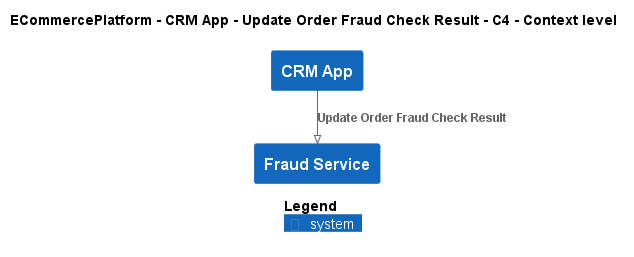 ECommercePlatform - CRM App - Update Order Fraud Check Result - C4 - Context level
CRM App
Update Order Fraud Check Result
Fraud Service
Legend
system